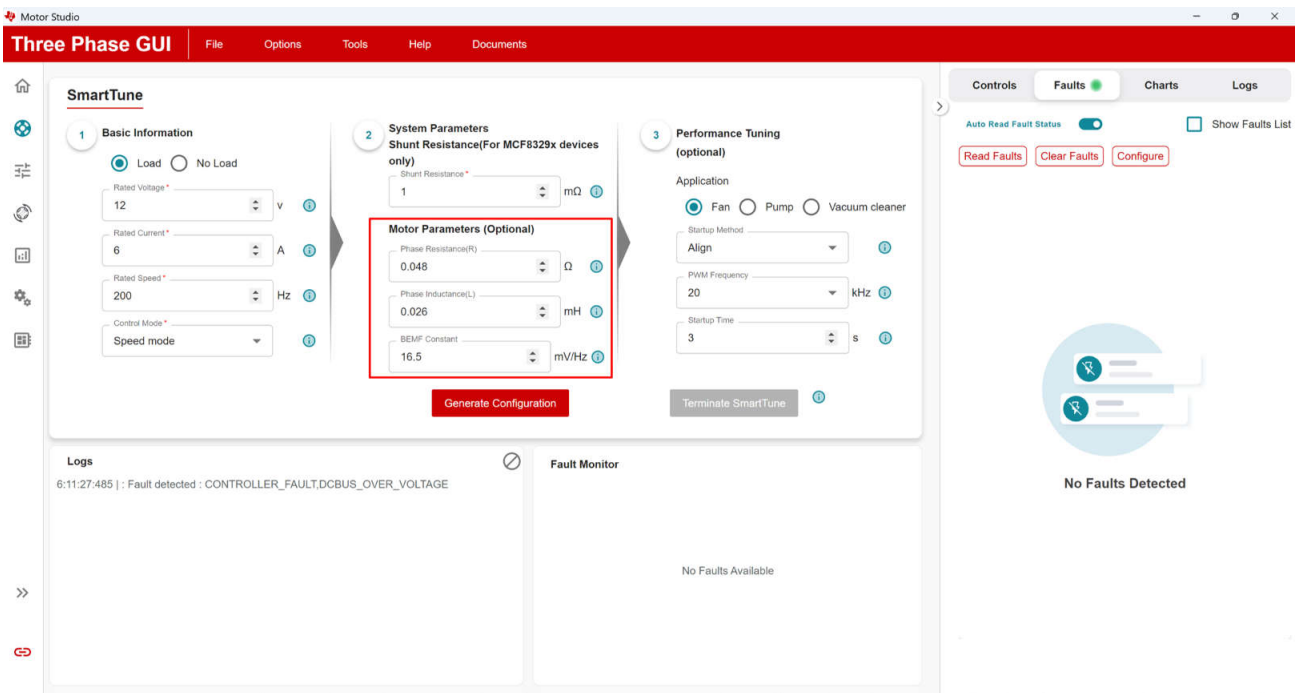 Motor Studio
Three Phase GUI
File
Options
Tools
Help
Documents
SmartTune
1
Basic Information
Load
No Load
Rated Voltage *
12
v
Rated Current *
6
A
Rated Speed *
200
Hz
Control Mode *
Speed mode
2
System Parameters
Shunt Resistance(For MCF8329x devices
only)
Shunt Resistance *
1
mΩ
Motor Parameters (Optional)
Phase Resistance(R)
0.048
Ω
Phase Inductance(L)
0.026
mH
BEMF Constant
16.5
mV/Hz
3
Performance Tuning
(optional)
Application
Fan
Pump
Vacuum cleaner
Startup Method
Align
PWM Frequency
20
kHz
Startup Time
3
s
Generate Configuration
Terminate SmartTune
Logs
6:11:27:485 | : Fault detected : CONTROLLER_FAULT,DCBUS_OVER_VOLTAGE
Fault Monitor
No Faults Available
Controls
Faults
Charts
Logs
Auto Read Fault Status
Show Faults List
Read Faults
Clear Faults
Configure
No Faults Detected